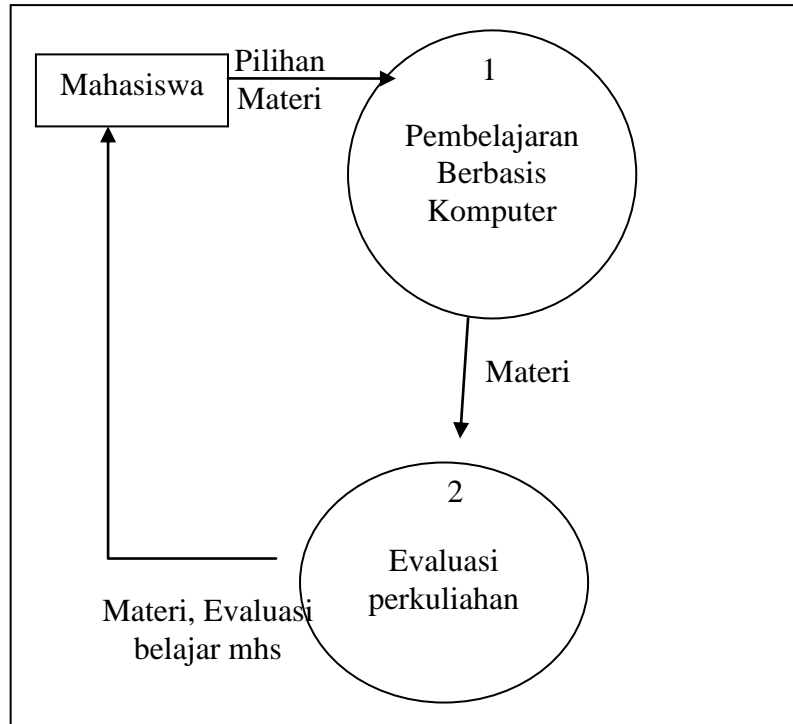 Mahasiswa
Pilihan
Materi
1
Pembelajaran
Berbasis
Komputer
Materi
2
Evaluasi
perkuliahan
Materi, Evaluasi
belajar mhs